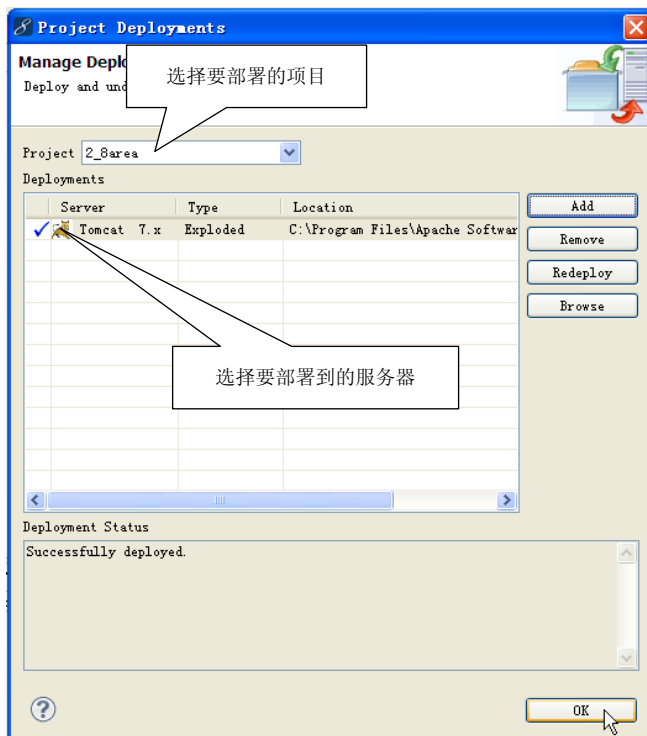 Project Deployments
Manage Deplo
Deploy and und
选择要部署的项目
Project 2_8area
Deployments
Server Type Location
Tomcat 7.x Exploded C:\Program Files\Apache Softwar
Add
Remove
Redeploy
Browse
选择要部署到的服务器
Deployment Status
Successfully deployed.
OK